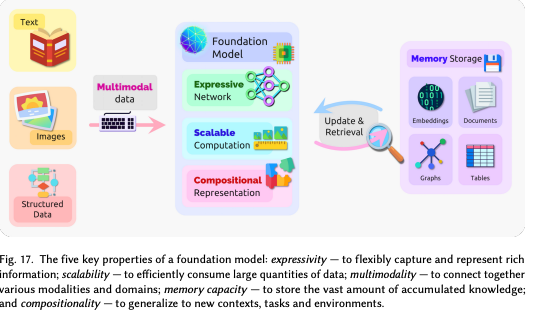 Text
Images
Structured
Data
Multimodal
data
Foundation
Model
Expressive
Network
Scalable
Computation
Compositional
Representation
Update &
Retrieval
Memory Storage
Embeddings
Documents
Graphs
Tables
Fig. 17. The five key properties of a foundation model: expressivity — to flexibly capture and represent rich
information; scalability — to efficiently consume large quantities of data; multimodality — to connect together
various modalities and domains; memory capacity — to store the vast amount of accumulated knowledge;
and compositionality — to generalize to new contexts, tasks and environments.